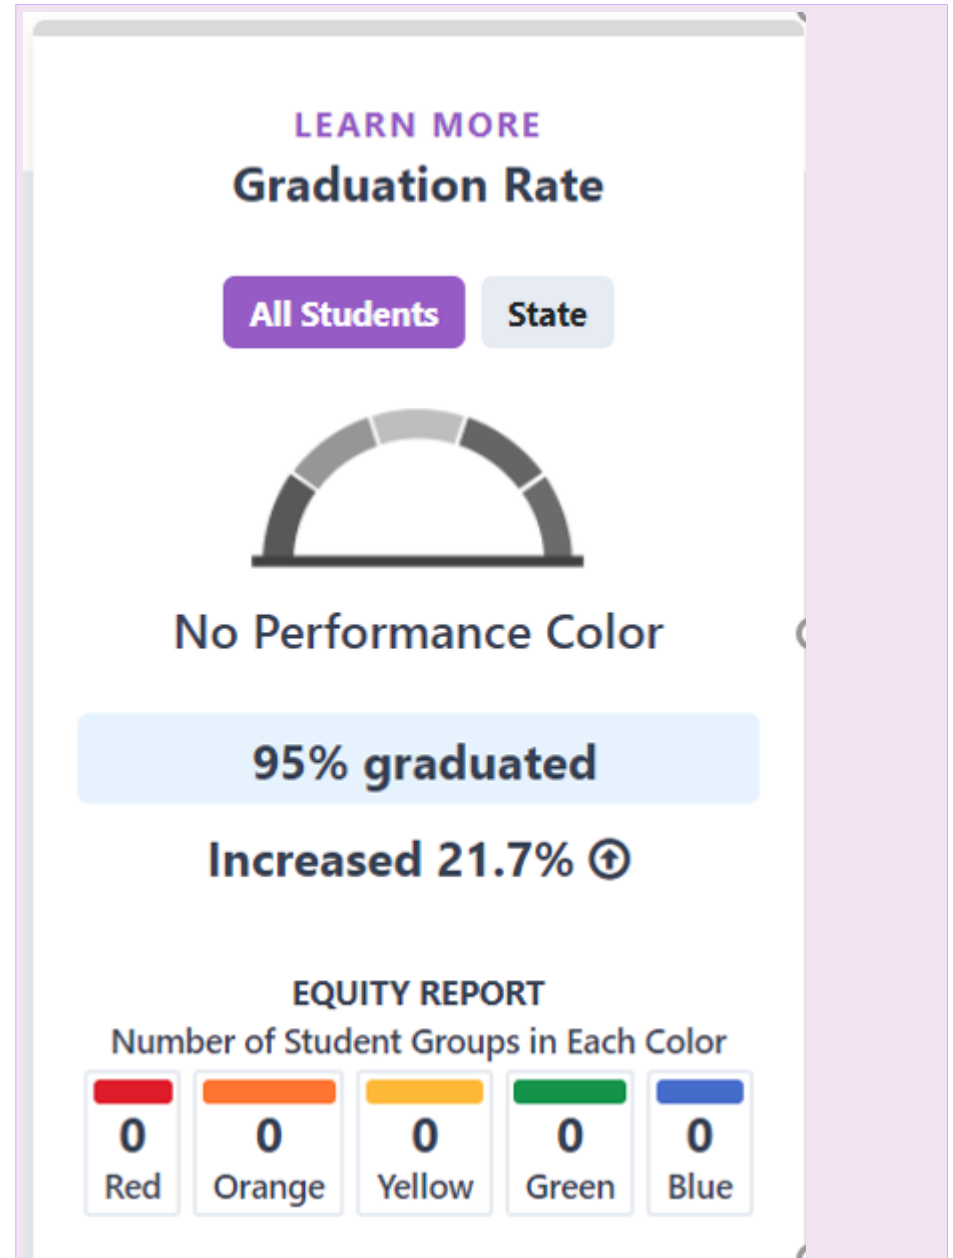 LEARN MORE
Graduation Rate
All Students State
No Performance Color
95% graduated
Increased 21.7%
EQUITY REPORT
Number of Student Groups in Each Color
0 0 0 0 0
Red Orange Yellow Green Blue